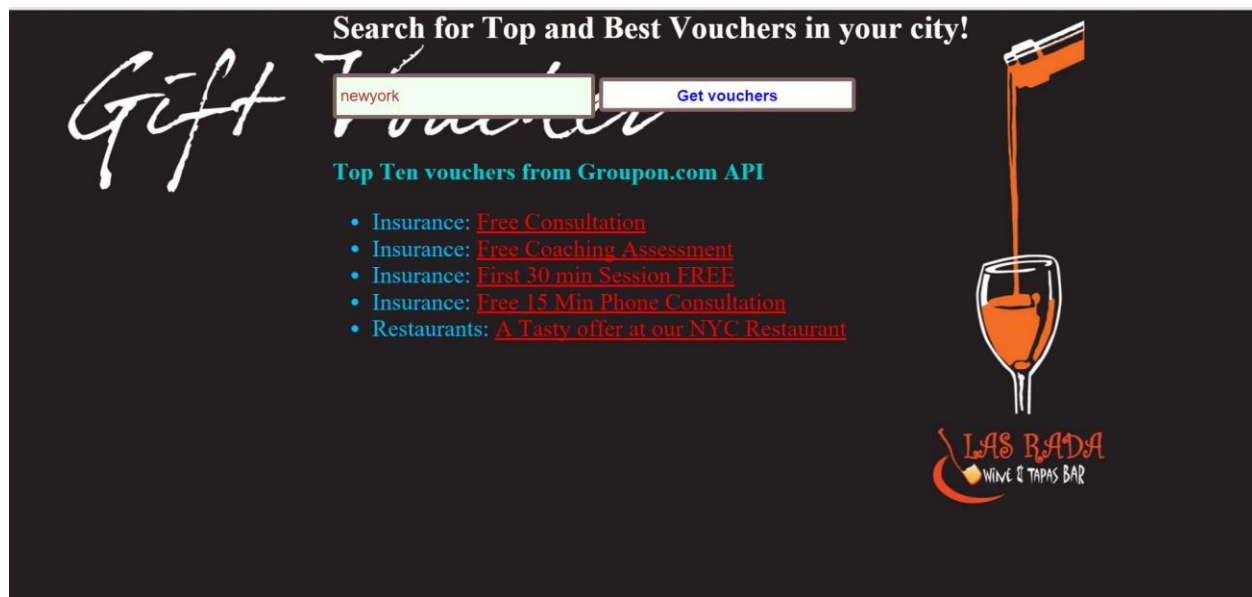 Search for Top and Best Vouchers in your city!
Gift Voucher
newyork
Get vouchers
Top Ten vouchers from Groupon.com API
• Insurance: Free Consultation
• Insurance: Free Coaching Assessment
• Insurance: First 30 min Session FREE
• Insurance: Free 15 Min Phone Consultation
• Restaurants: A Tasty offer at our NYC Restaurant
LAS RADA
WINE & TAPAS BAR